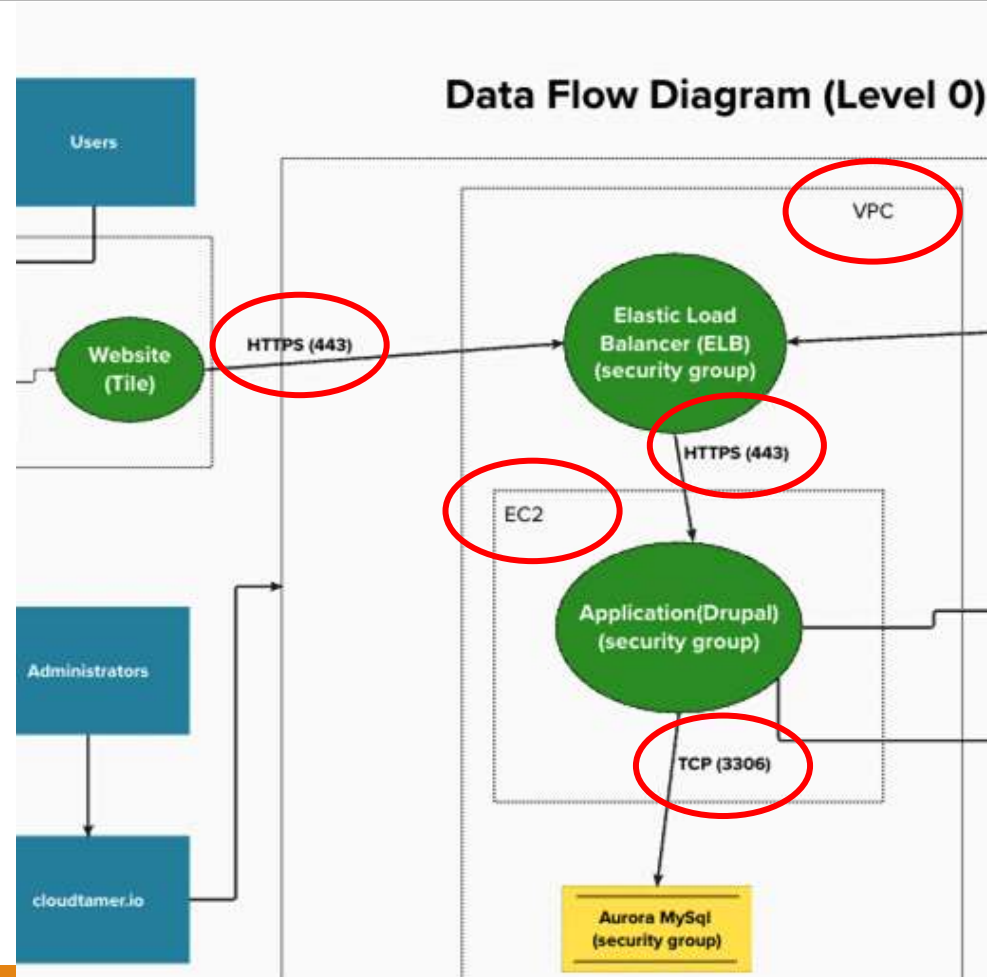 Data Flow Diagram (Level 0)
Users
VPC
Elastic Load
Balancer (ELB)
(security group)
HTTPS (443)
Website
(Tile)
HTTPS (443)
EC2
Application(Drupal)
(security group)
Administrators
TCP (3306)
cloudtamer.io
Aurora MySql
(security group)